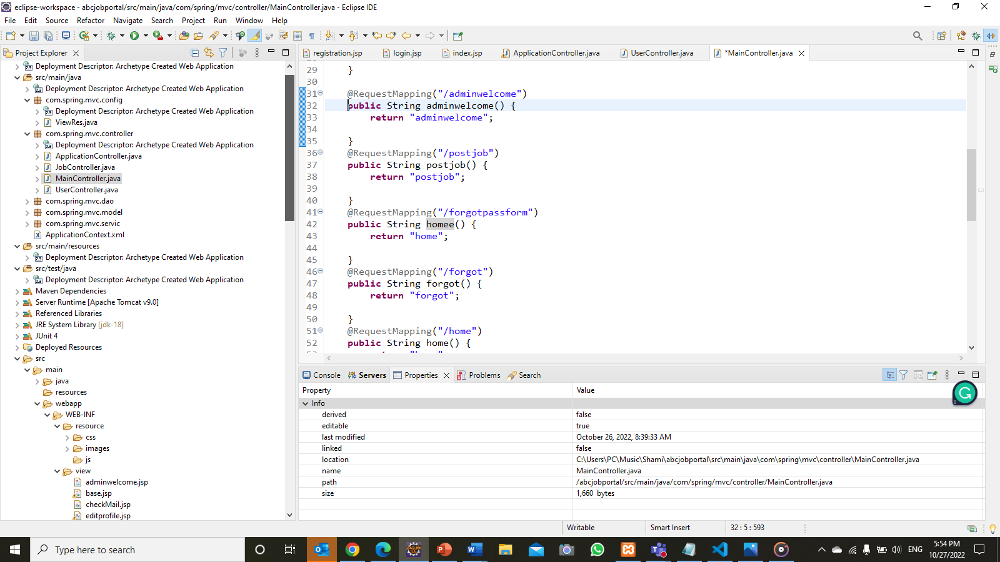 eclipse-workspace - abcjobportal/src/main/java/com/spring/mvc/controller/MainController.java - Eclipse IDE
File Edit Source Refactor Navigate Search Project Run Window Help
Project Explorer
Deployment Descriptor: Archetype Created Web Application
src/main/java
Deployment Descriptor: Archetype Created Web Application
com.spring.mvc.config
Deployment Descriptor: Archetype Created Web Application
ViewRes.java
com.spring.mvc.controller
Deployment Descriptor: Archetype Created Web Application
ApplicationController.java
JobController.java
MainController.java
UserController.java
com.spring.mvc.dao
com.spring.mvc.model
com.spring.mvc.servic
ApplicationContext.xml
src/main/resources
Deployment Descriptor: Archetype Created Web Application
src/test/java
Deployment Descriptor: Archetype Created Web Application
Maven Dependencies
Server Runtime [Apache Tomcat v9.0]
Referenced Libraries
JRE System Library [jdk-18]
JUnit 4
Deployed Resources
src
main
java
resources
webapp
WEB-INF
resource
css
images
js
view
adminwelcome.jsp
base.jsp
checkMail.jsp
editprofile.jsp
registration.jsp login.jsp index.jsp ApplicationController.java UserController.java *MainController.java
29 }
30
31 @RequestMapping("/adminwelcome")
32 public String adminwelcome() {
33 return "adminwelcome";
34
35 }
36 @RequestMapping("/postjob")
37 public String postjob() {
38 return "postjob";
39
40 }
41 @RequestMapping("/forgotpassform")
42 public String homee() {
43 return "home";
44
45 }
46 @RequestMapping("/forgot")
47 public String forgot() {
48 return "forgot";
49
50 }
51 @RequestMapping("/home")
52 public String home() {
Console Servers Properties Problems Search
Property Value
Info
derived false
editable true
last modified October 26, 2022, 8:39:33 AM
linked false
location C:\Users\PC\Music\Shami\abcjobportal\src\main\java\com\spring\mvc\controller\MainController.java
name MainController.java
path /abcjobportal/src/main/java/com/spring/mvc/controller/MainController.java
size 1,660 bytes
Writable Smart Insert 32 : 5 : 593
Type here to search
ENG
5:54 PM
10/27/2022